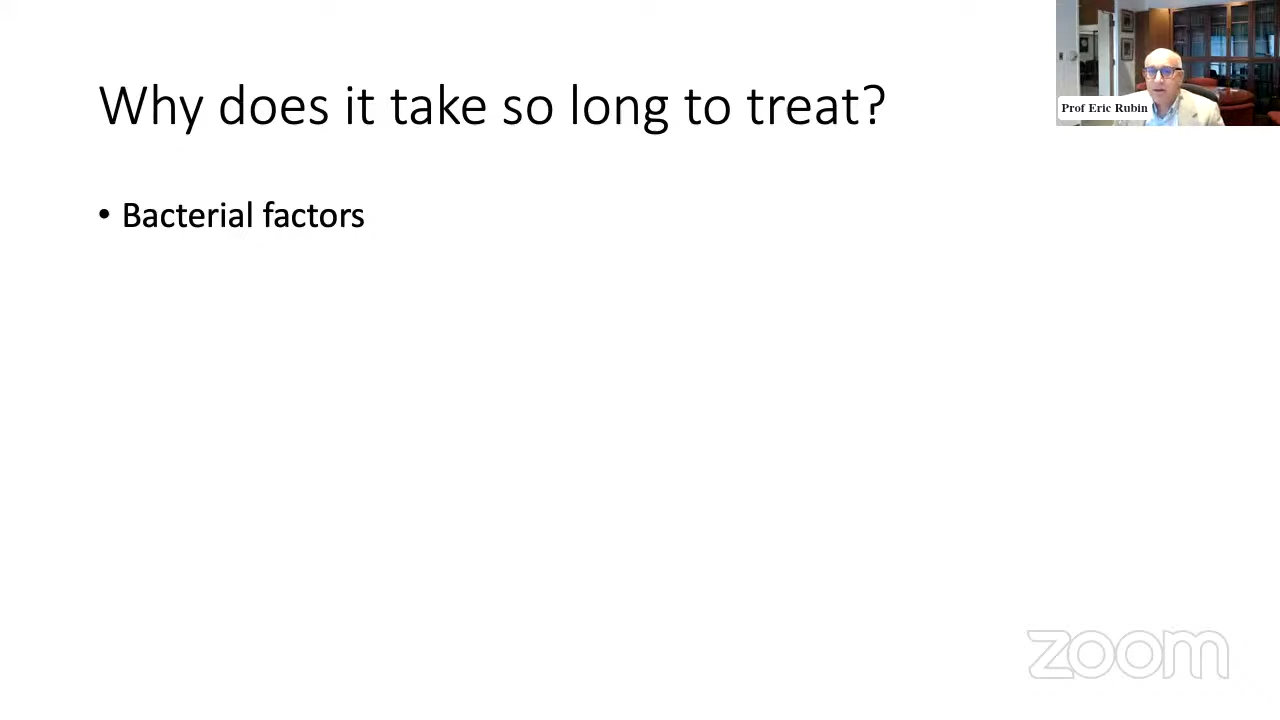 Why does it take so long to treat?
Prof Eric Rubin
• Bacterial factors
zoom